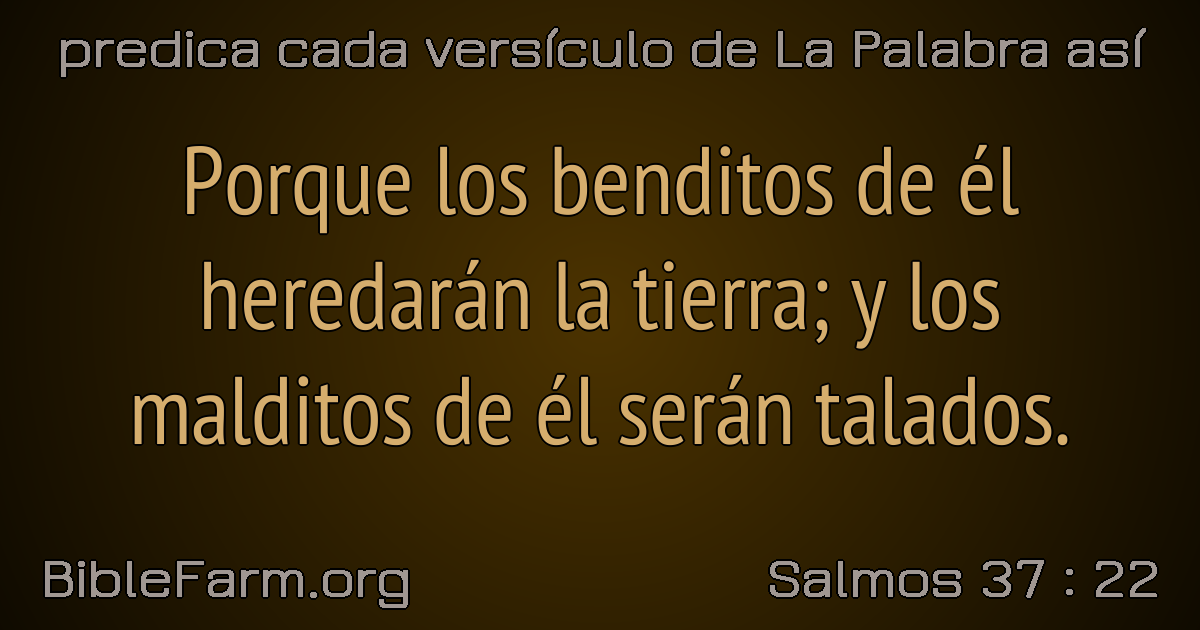 predica cada versículo de La Palabra así
Porque los benditos de él
heredarán la tierra; y los
malditos de él serán talados.
BibleFarm.org
Salmos 37 : 22